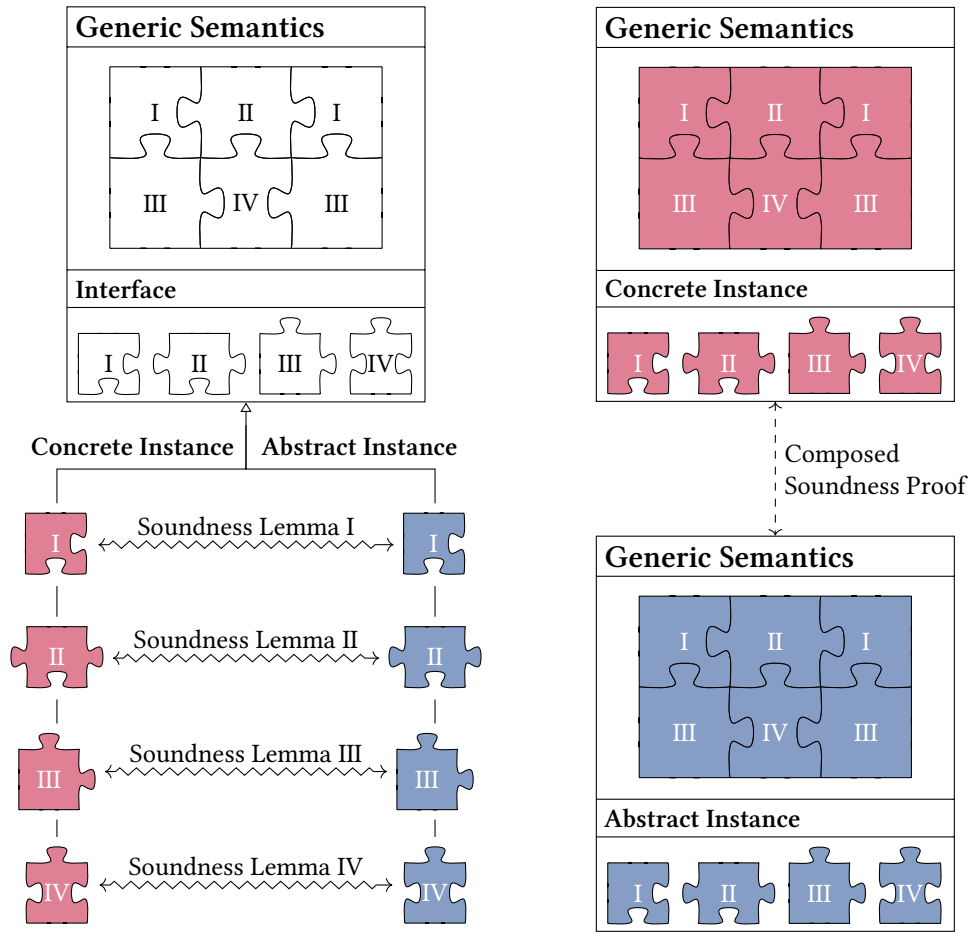 Generic Semantics
I
II
I
III
IV
III
Interface
I
II
III
IV
Concrete Instance
Abstract Instance
I
Soundness Lemma I
I
II
Soundness Lemma II
II
III
Soundness Lemma III
III
IV
Soundness Lemma IV
IV
Generic Semantics
I
II
I
III
IV
III
Concrete Instance
I
II
III
IV
Composed
Soundness Proof
Generic Semantics
I
II
I
III
IV
III
Abstract Instance
I
II
III
IV